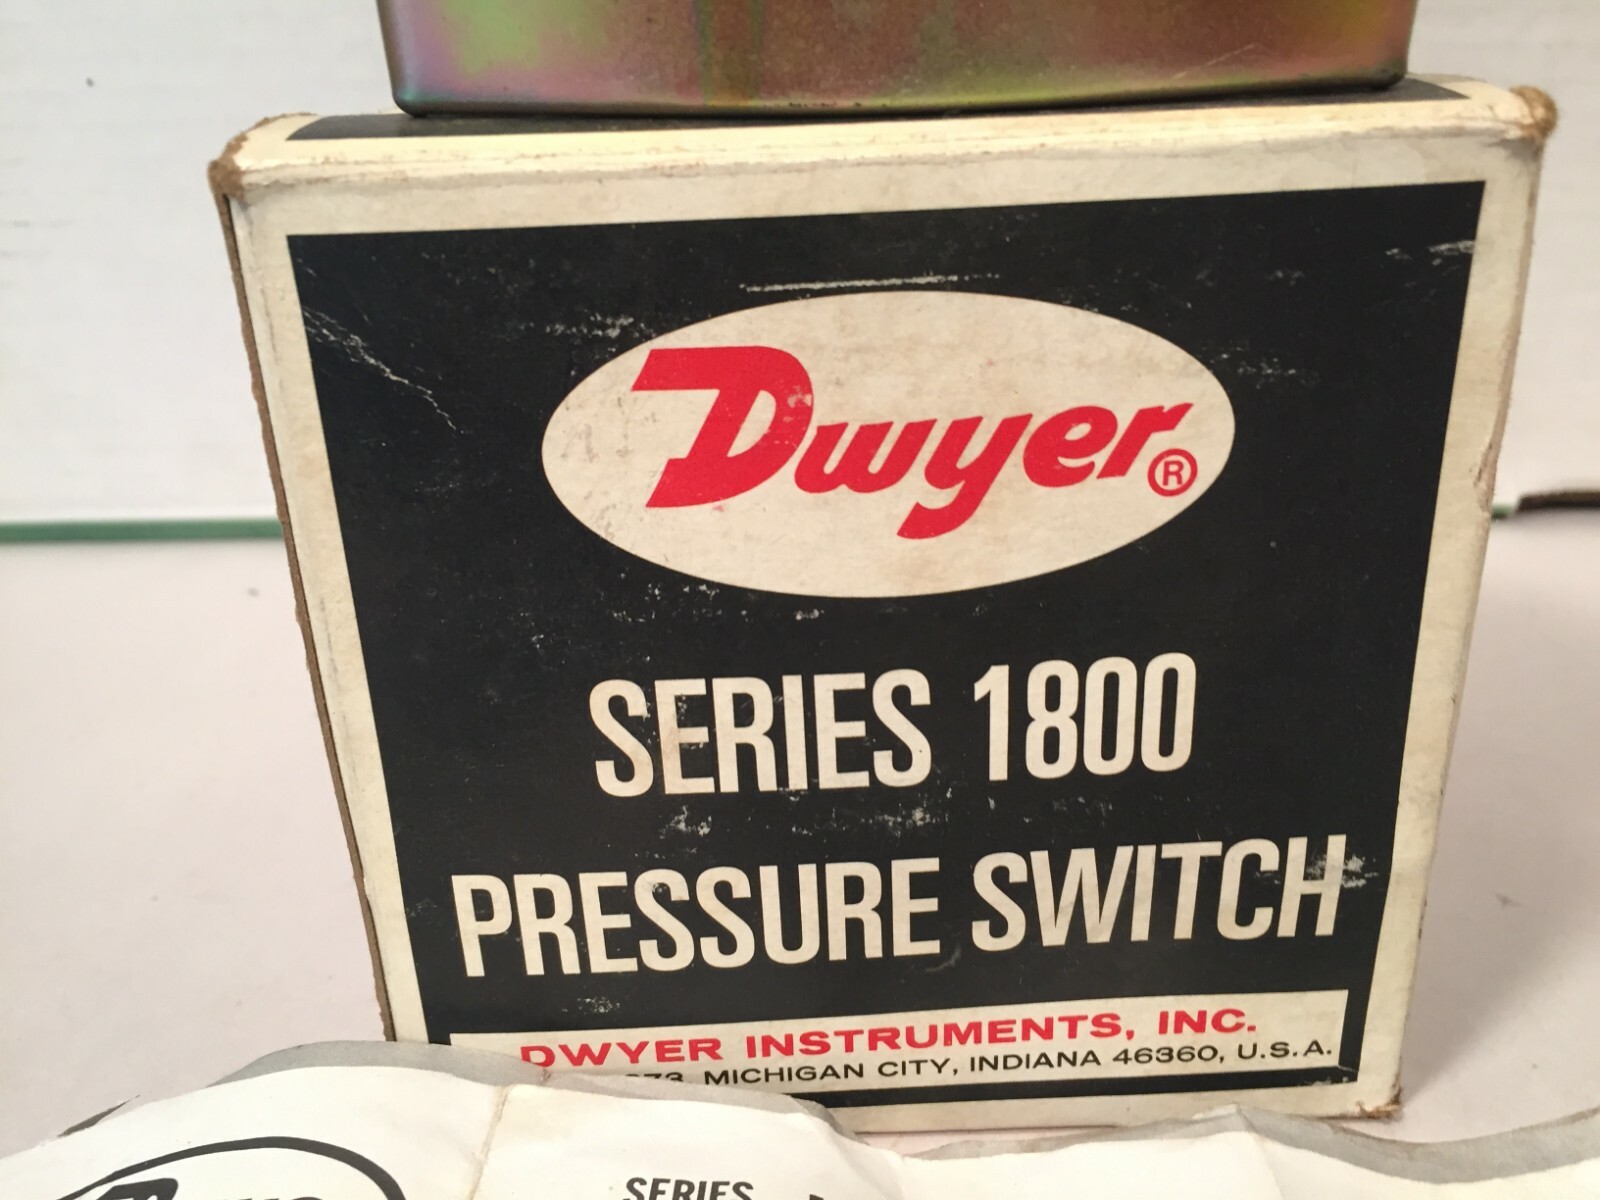 Dwyer®
SERIES 1800
PRESSURE SWITCH
DWYER INSTRUMENTS, INC.
MICHIGAN CITY, INDIANA 46360, U.S.A.
SERIES